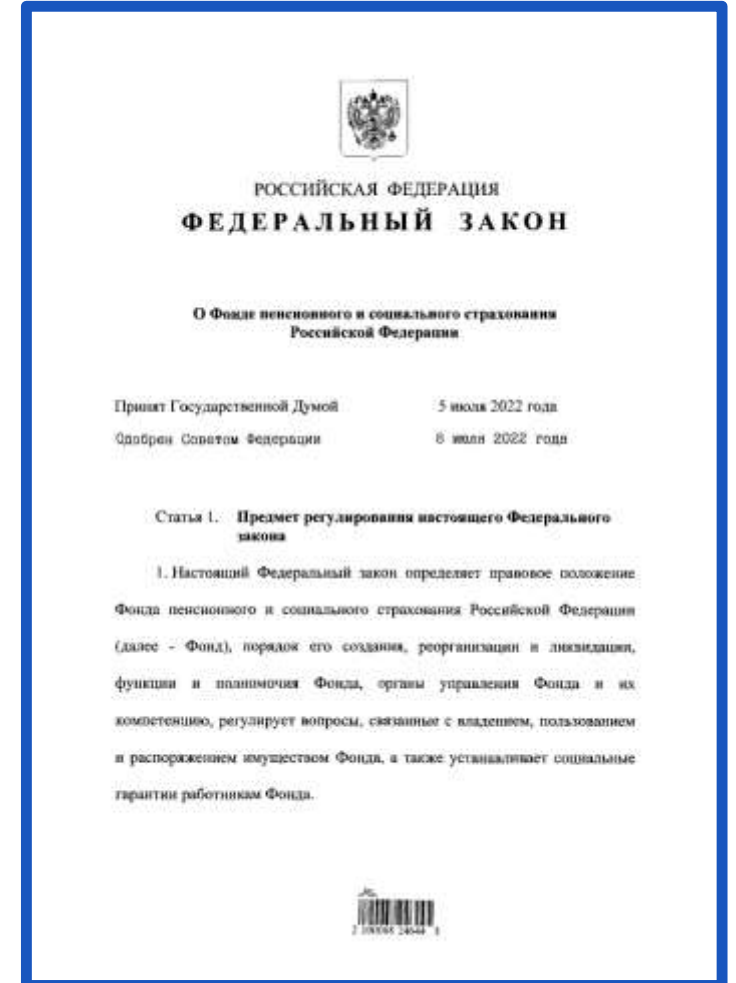 РОССИЙСКАЯ ФЕДЕРАЦИЯ
ФЕДЕРАЛЬНЫЙ ЗАКОН
О Фонде пенсионного и социального страхования
Российской Федерации
Принят Государственной Думой 5 июля 2022 года
Одобрен Советом Федерации 8 июля 2022 года
Статья 1. Предмет регулирования настоящего Федерального
закона
1. Настоящий Федеральный закон определяет правовое положение
Фонда пенсионного и социального страхования Российской Федерации
(далее - Фонд), порядок его создания, реорганизации и ликвидации,
функции и полномочия Фонда, органы управления Фонда и их
компетенцию, регулирует вопросы, связанные с владением, пользованием
и распоряжением имуществом Фонда, а также устанавливает социальные
гарантии работникам Фонда.